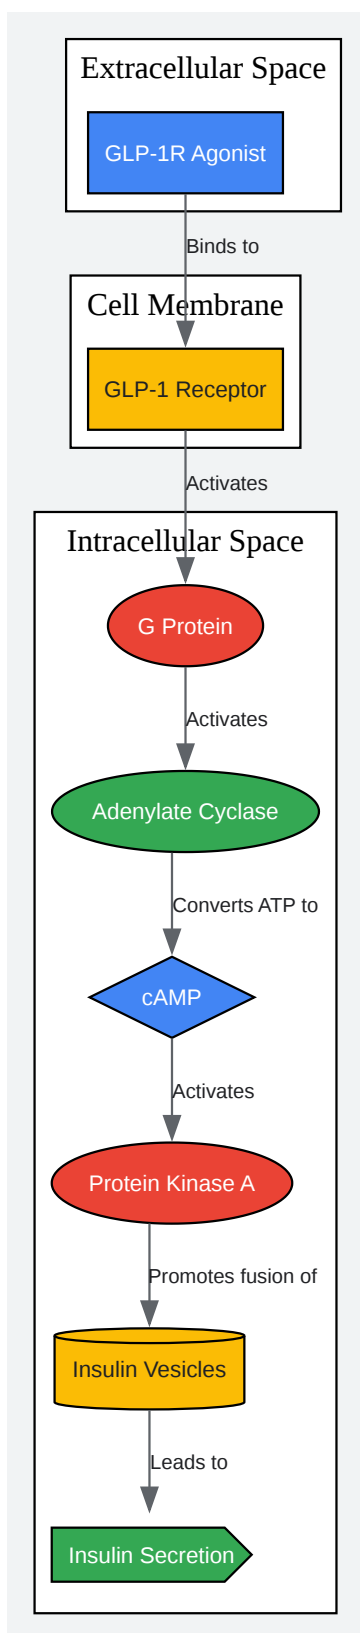 Extracellular Space
GLP-1R Agonist
Binds to
Cell Membrane
GLP-1 Receptor
Activates
Intracellular Space
G Protein
Activates
Adenylate Cyclase
Converts ATP to
cAMP
Activates
Protein Kinase A
Promotes fusion of
Insulin Vesicles
Leads to
Insulin Secretion